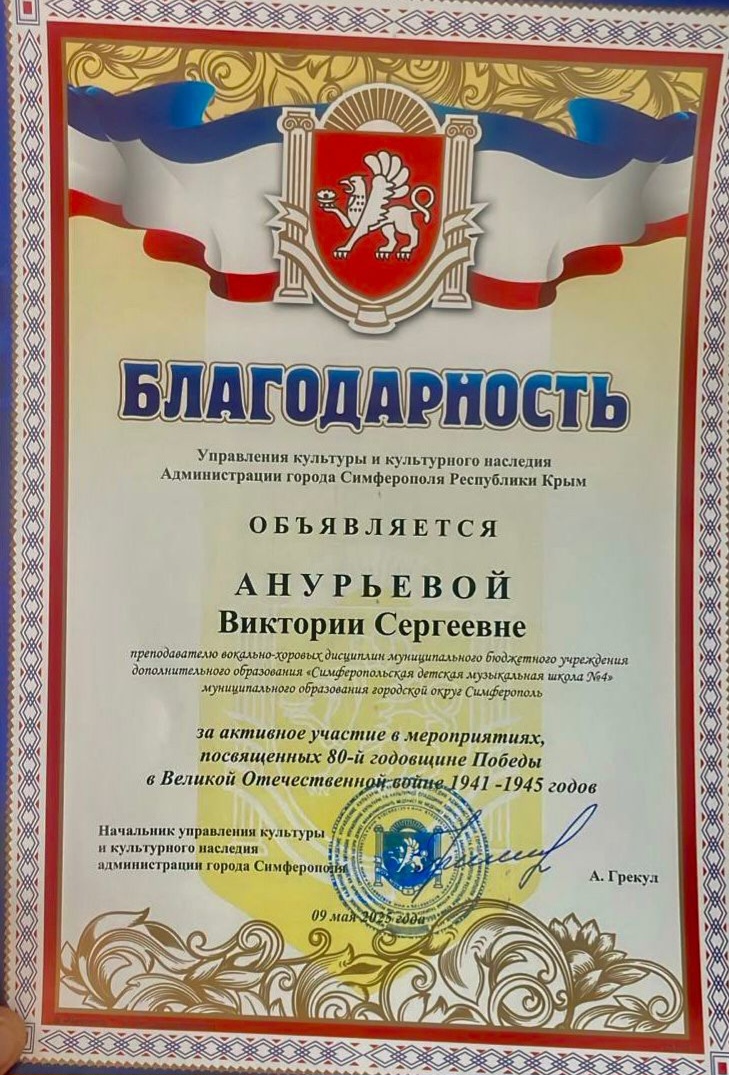 БЛАГОДАРНОСТЬ
Управления культуры и культурного наследия
Администрации города Симферополя Республики Крым
ОБЪЯВЛЯЕТСЯ
АНУРЬЕВОЙ
Виктории Сергеевне
преподавателю вокально-хоровых дисциплин муниципального бюджетного учреждения
дополнительного образования «Симферопольская детская музыкальная школа №4»
муниципального образования городской округ Симферополь
за активное участие в мероприятиях,
посвященных 80-й годовщине Победы
в Великой Отечественной войне 1941 -1945 годов
Начальник управления культуры
и культурного наследия
администрации города Симферополя
А. Грекул
09 мая 2025 года